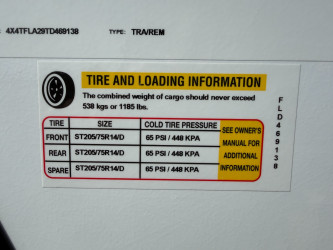 : 4X4TFLA29TD469138 TYPE: TRA/REM
TIRE AND LOADING INFORMATION
The combined weight of cargo should never exceed
538 kgs or 1185 lbs.
TIRE SIZE COLD TIRE PRESSURE
FRONT ST205/75R14/D 65 PSI / 448 KPA
REAR ST205/75R14/D 65 PSI / 448 KPA
SPARE ST205/75R14/D 65 PSI / 448 KPA
SEE OWNER'S
MANUAL FOR
ADDITIONAL
INFORMATION
FLD469138